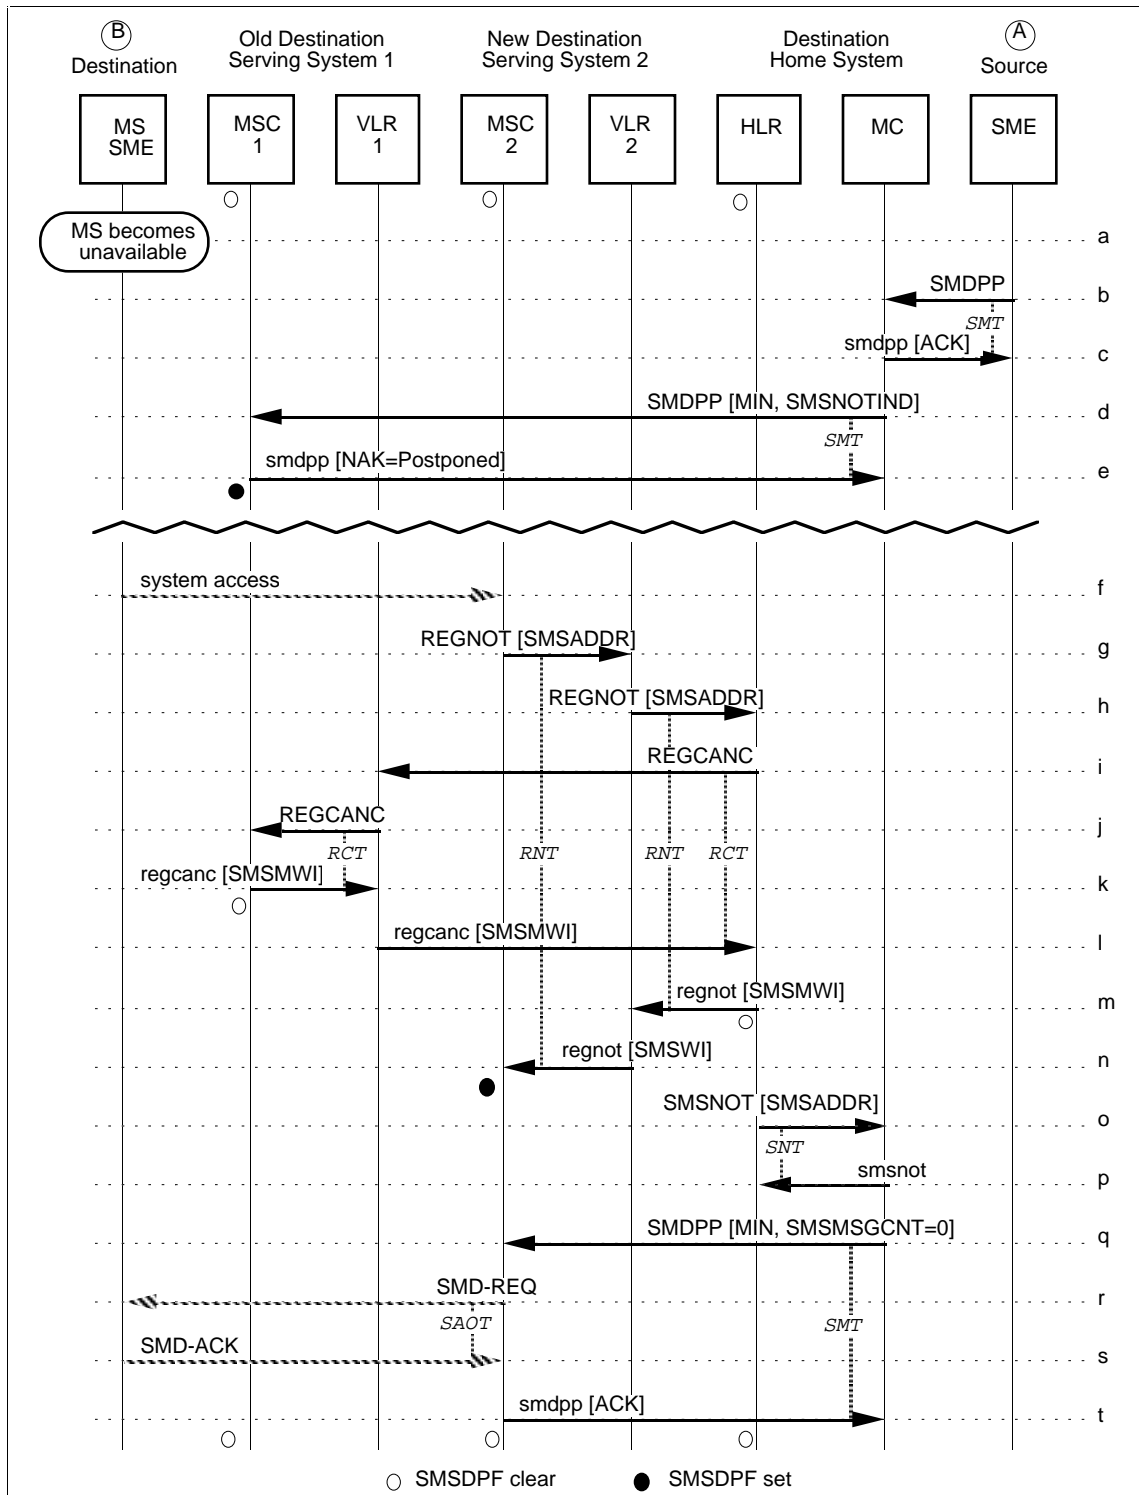 B
A
Destination
Old Destination
Serving System 1
New Destination
Serving System 2
Destination
Home System
Source
MS
SME
MSC
1
VLR
1
MSC
2
VLR
2
HLR
MC
SME
MS becomes
unavailable
a
SMDPP
b
SMT
smdpp [ACK]
c
SMDPP [MIN, SMSNOTIND]
d
SMT
smdpp [NAK=Postponed]
e
system access
f
REGNOT [SMSADDR]
g
REGNOT [SMSADDR]
h
REGCANC
i
REGCANC
j
RCT
RNT
RNT
RCT
regcanc [SMSMWI]
k
regcanc [SMSMWI]
l
regnot [SMSMWI]
m
regnot [SMSWI]
n
SMSNOT [SMSADDR]
o
SNT
smsnot
p
SMDPP [MIN, SMSMSGCNT=0]
q
SMD-REQ
r
SAOT
SMT
SMD-ACK
s
smdpp [ACK]
t
SMSDPF clear
SMSDPF set